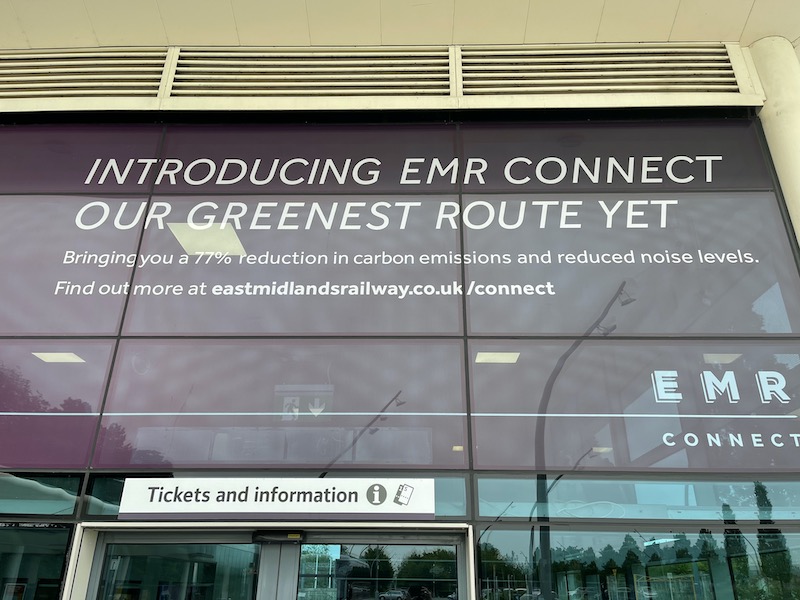 INTRODUCING EMR CONNECT
OUR GREENEST ROUTE YET
Bringing you a 77% reduction in carbon emissions and reduced noise levels.
Find out more at eastmidlandsrailway.co.uk/connect
EMR
CONNECT
Tickets and information i